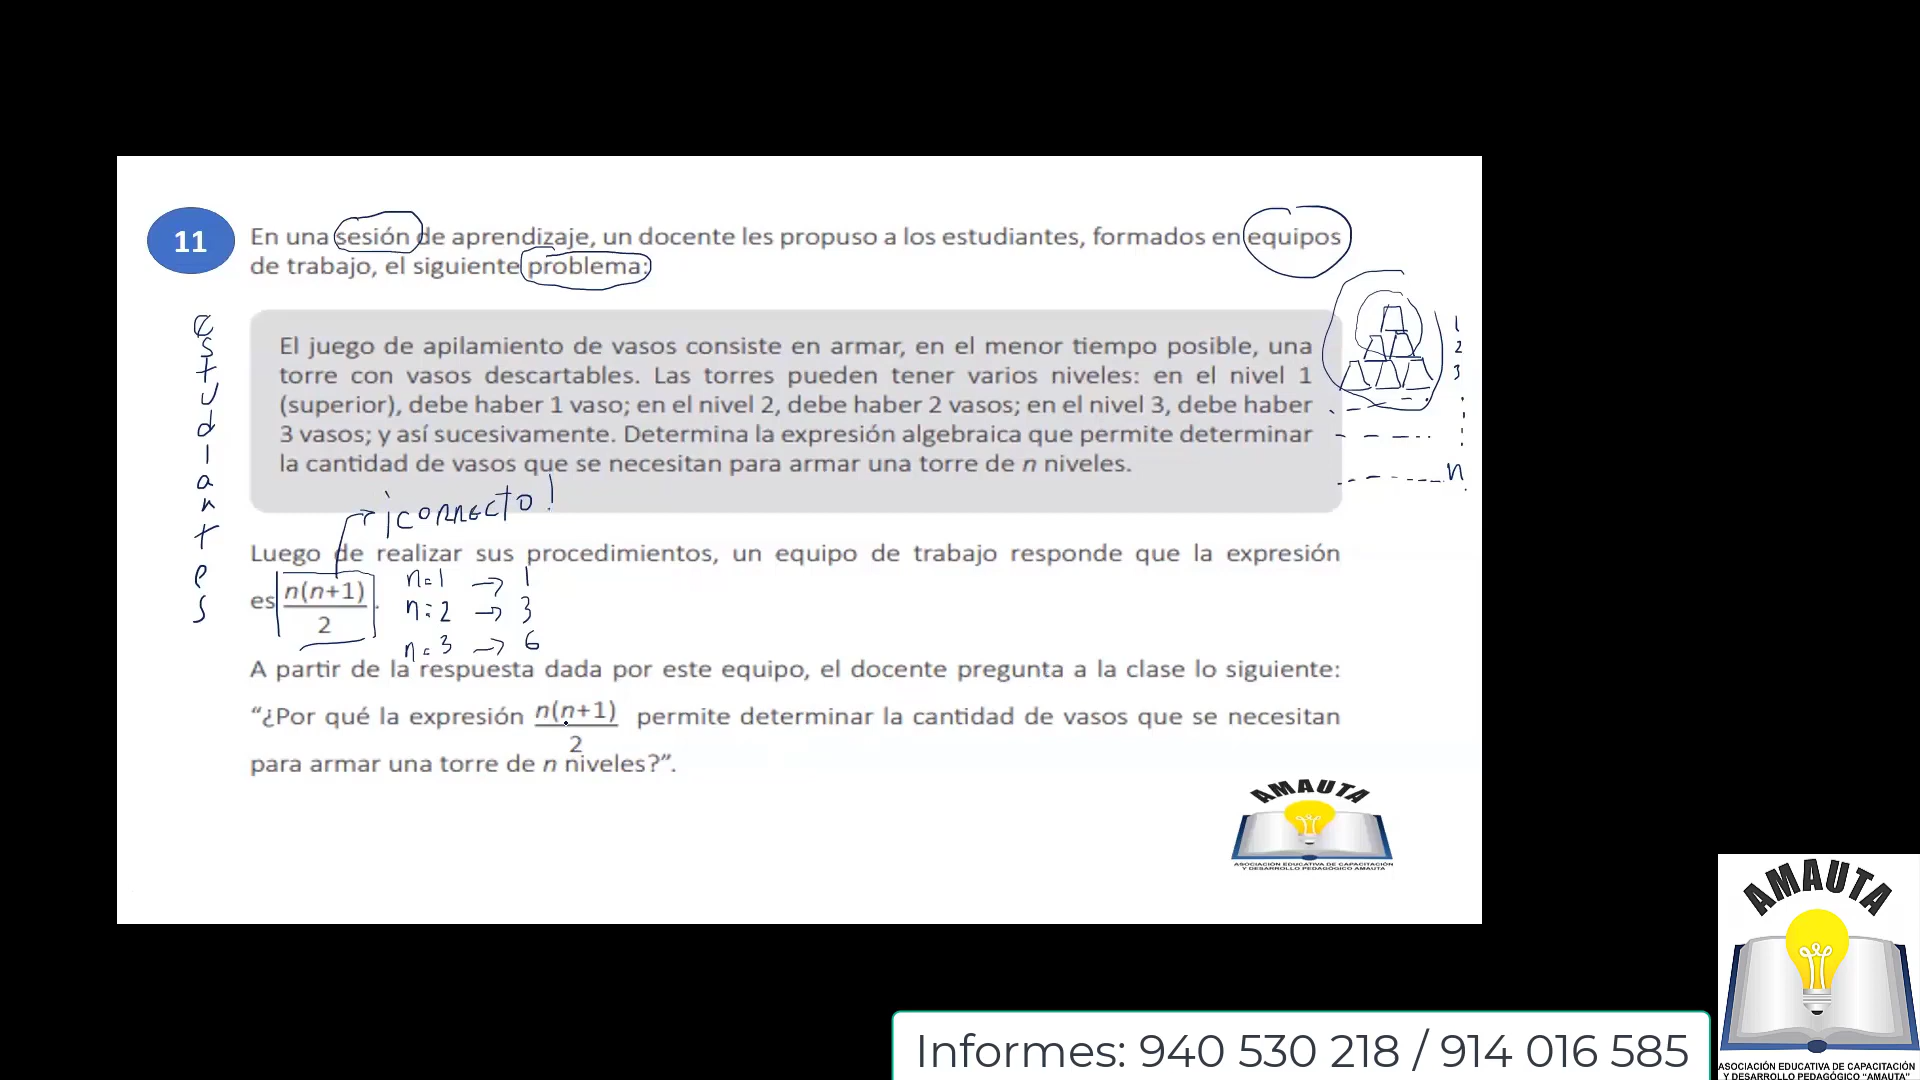 11
En una sesión de aprendizaje, un docente les propuso a los estudiantes, formados en equipos
de trabajo, el siguiente problema:
El juego de apilamiento de vasos consiste en armar, en el menor tiempo posible, una
torre con vasos descartables. Las torres pueden tener varios niveles: en el nivel 1
(superior), debe haber 1 vaso; en el nivel 2, debe haber 2 vasos; en el nivel 3, debe haber
3 vasos; y así sucesivamente. Determina la expresión algebraica que permite determinar
la cantidad de vasos que se necesitan para armar una torre de n niveles.
1
2
3
n
Estudiantes
¡CORRECTO!
Luego de realizar sus procedimientos, un equipo de trabajo responde que la expresión
es n(n+1)/2.
n=1 → 1
n=2 → 3
n=3 → 6
A partir de la respuesta dada por este equipo, el docente pregunta a la clase lo siguiente:
“¿Por qué la expresión n(n+1)/2 permite determinar la cantidad de vasos que se necesitan
para armar una torre de n niveles?”.
AMAUTA
ASOCIACIÓN EDUCATIVA DE CAPACITACIÓN
Y DESARROLLO PEDAGÓGICO AMAUTA
Informes: 940 530 218 / 914 016 585
AMAUTA
ASOCIACIÓN EDUCATIVA DE CAPACITACIÓN
Y DESARROLLO PEDAGÓGICO “AMAUTA”